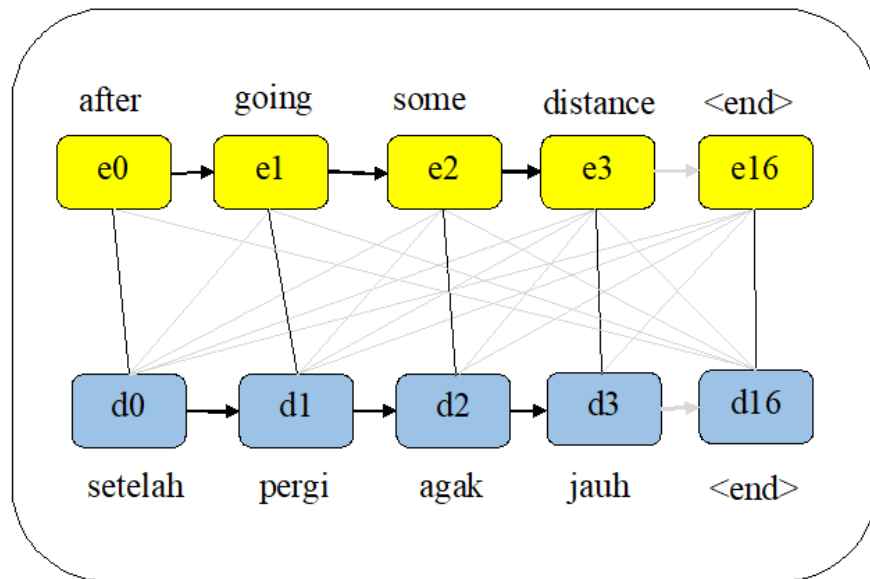 after going some distance <end>
e0 e1 e2 e3 e16
d0 d1 d2 d3 d16
setelah pergi agak jauh <end>